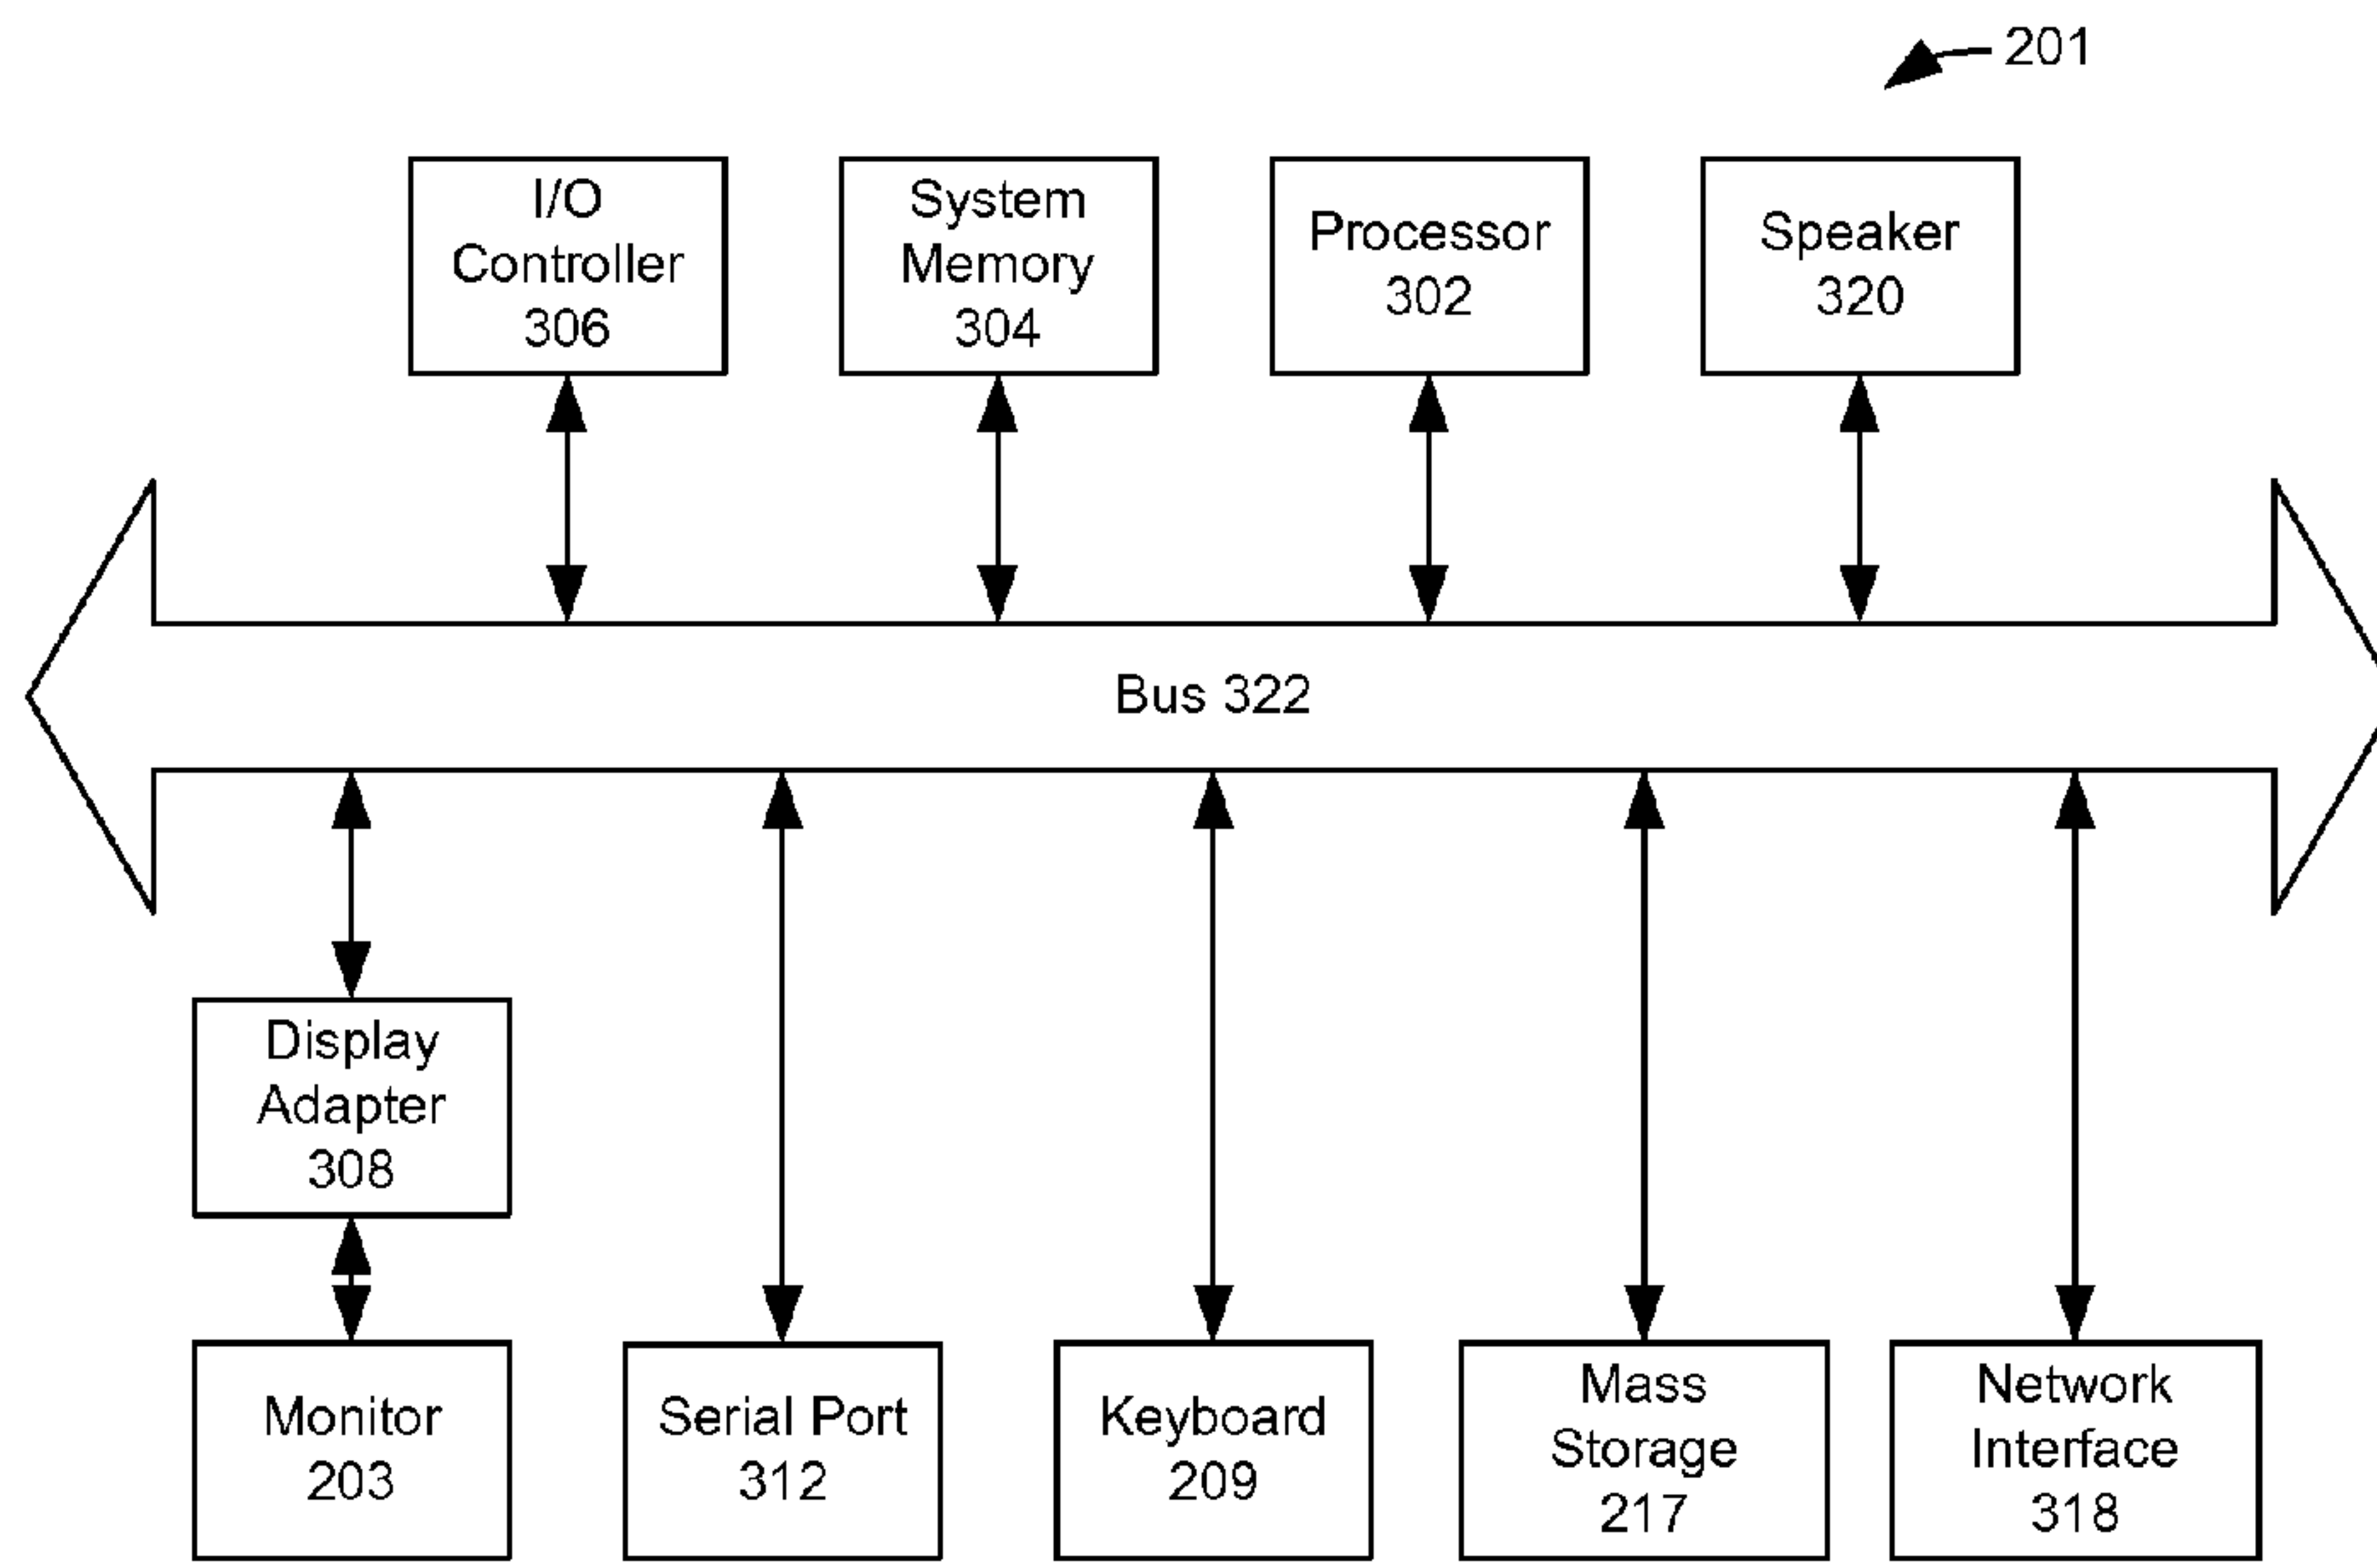 201
I/O
Controller
306
System
Memory
304
Processor
302
Speaker
320
Bus 322
Display
Adapter
308
Monitor
203
Serial Port
312
Keyboard
209
Mass
Storage
217
Network
Interface
318